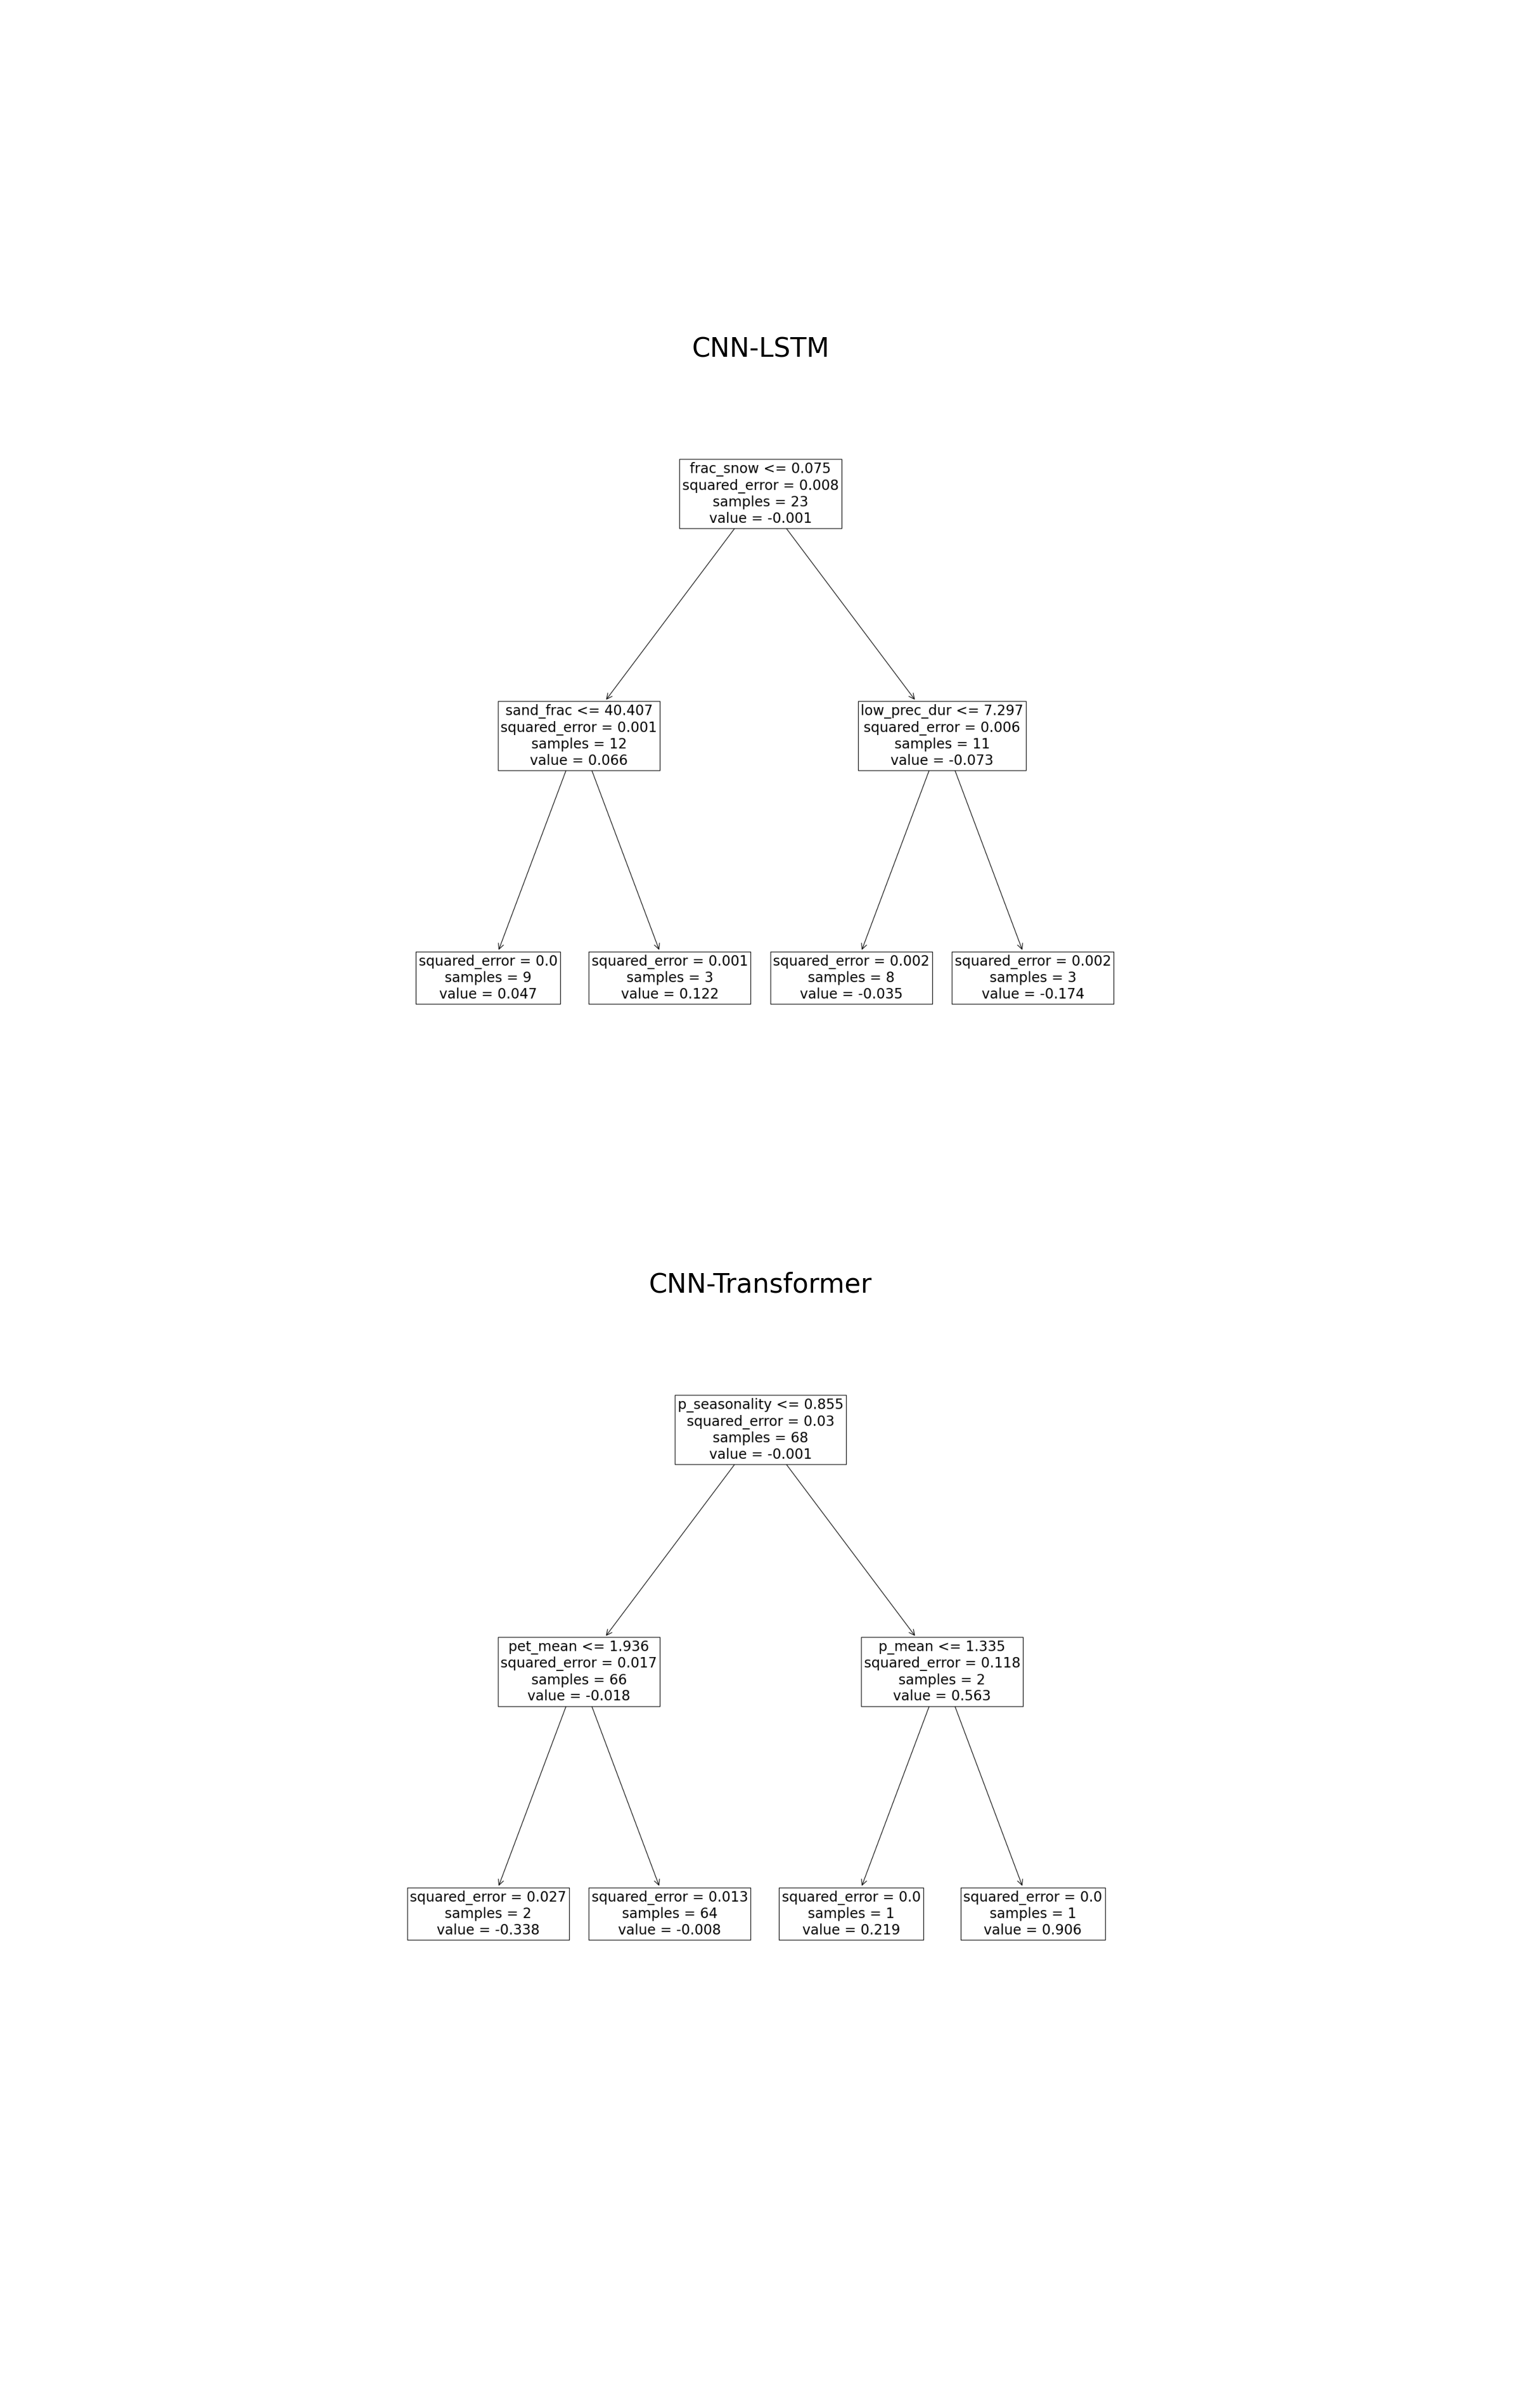 CNN-LSTM
frac_snow <= 0.075
squared_error = 0.008
samples = 23
value = -0.001
sand_frac <= 40.407
squared_error = 0.001
samples = 12
value = 0.066
low_prec_dur <= 7.297
squared_error = 0.006
samples = 11
value = -0.073
squared_error = 0.0
samples = 9
value = 0.047
squared_error = 0.001
samples = 3
value = 0.122
squared_error = 0.002
samples = 8
value = -0.035
squared_error = 0.002
samples = 3
value = -0.174
CNN-Transformer
p_seasonality <= 0.855
squared_error = 0.03
samples = 68
value = -0.001
pet_mean <= 1.936
squared_error = 0.017
samples = 66
value = -0.018
p_mean <= 1.335
squared_error = 0.118
samples = 2
value = 0.563
squared_error = 0.027
samples = 2
value = -0.338
squared_error = 0.013
samples = 64
value = -0.008
squared_error = 0.0
samples = 1
value = 0.219
squared_error = 0.0
samples = 1
value = 0.906